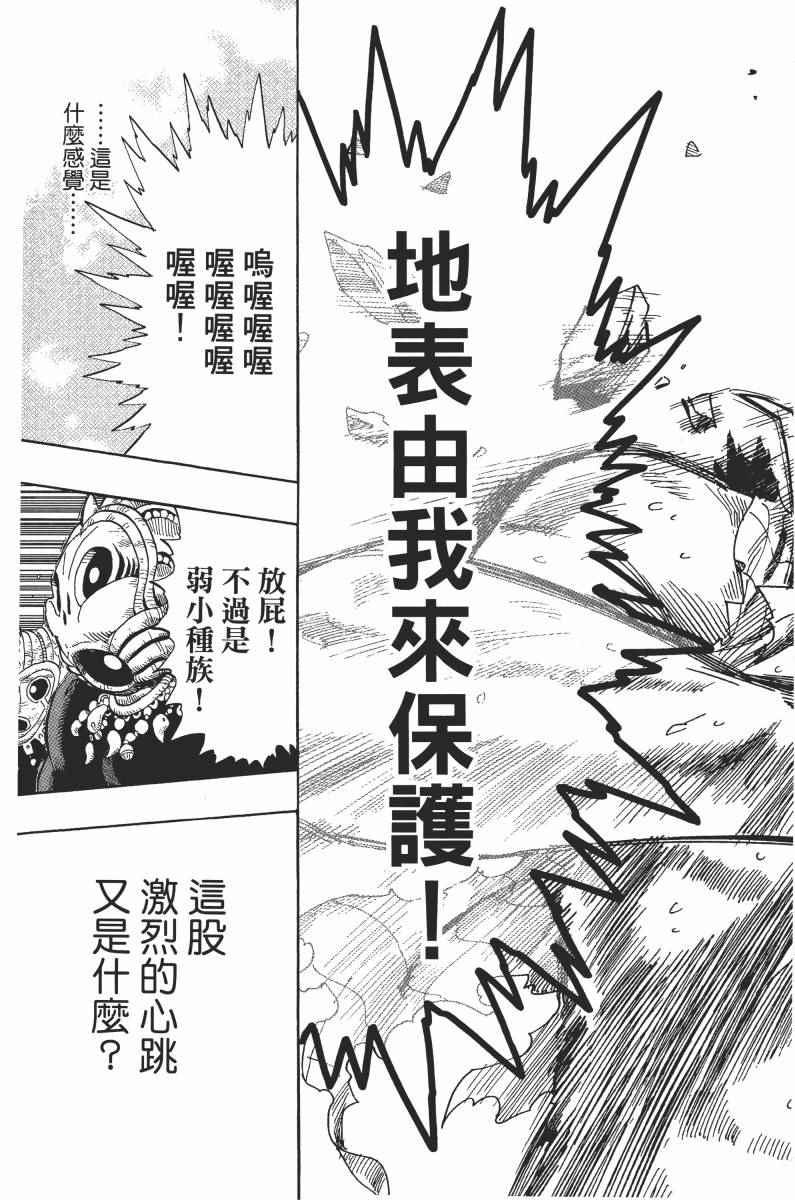 地表由我來保護！
嗚喔喔喔
喔喔喔喔
喔喔！
……這是
什麼感覺……
放屁！
不過是
弱小種族！
這股
激烈的心跳
又是什麼？